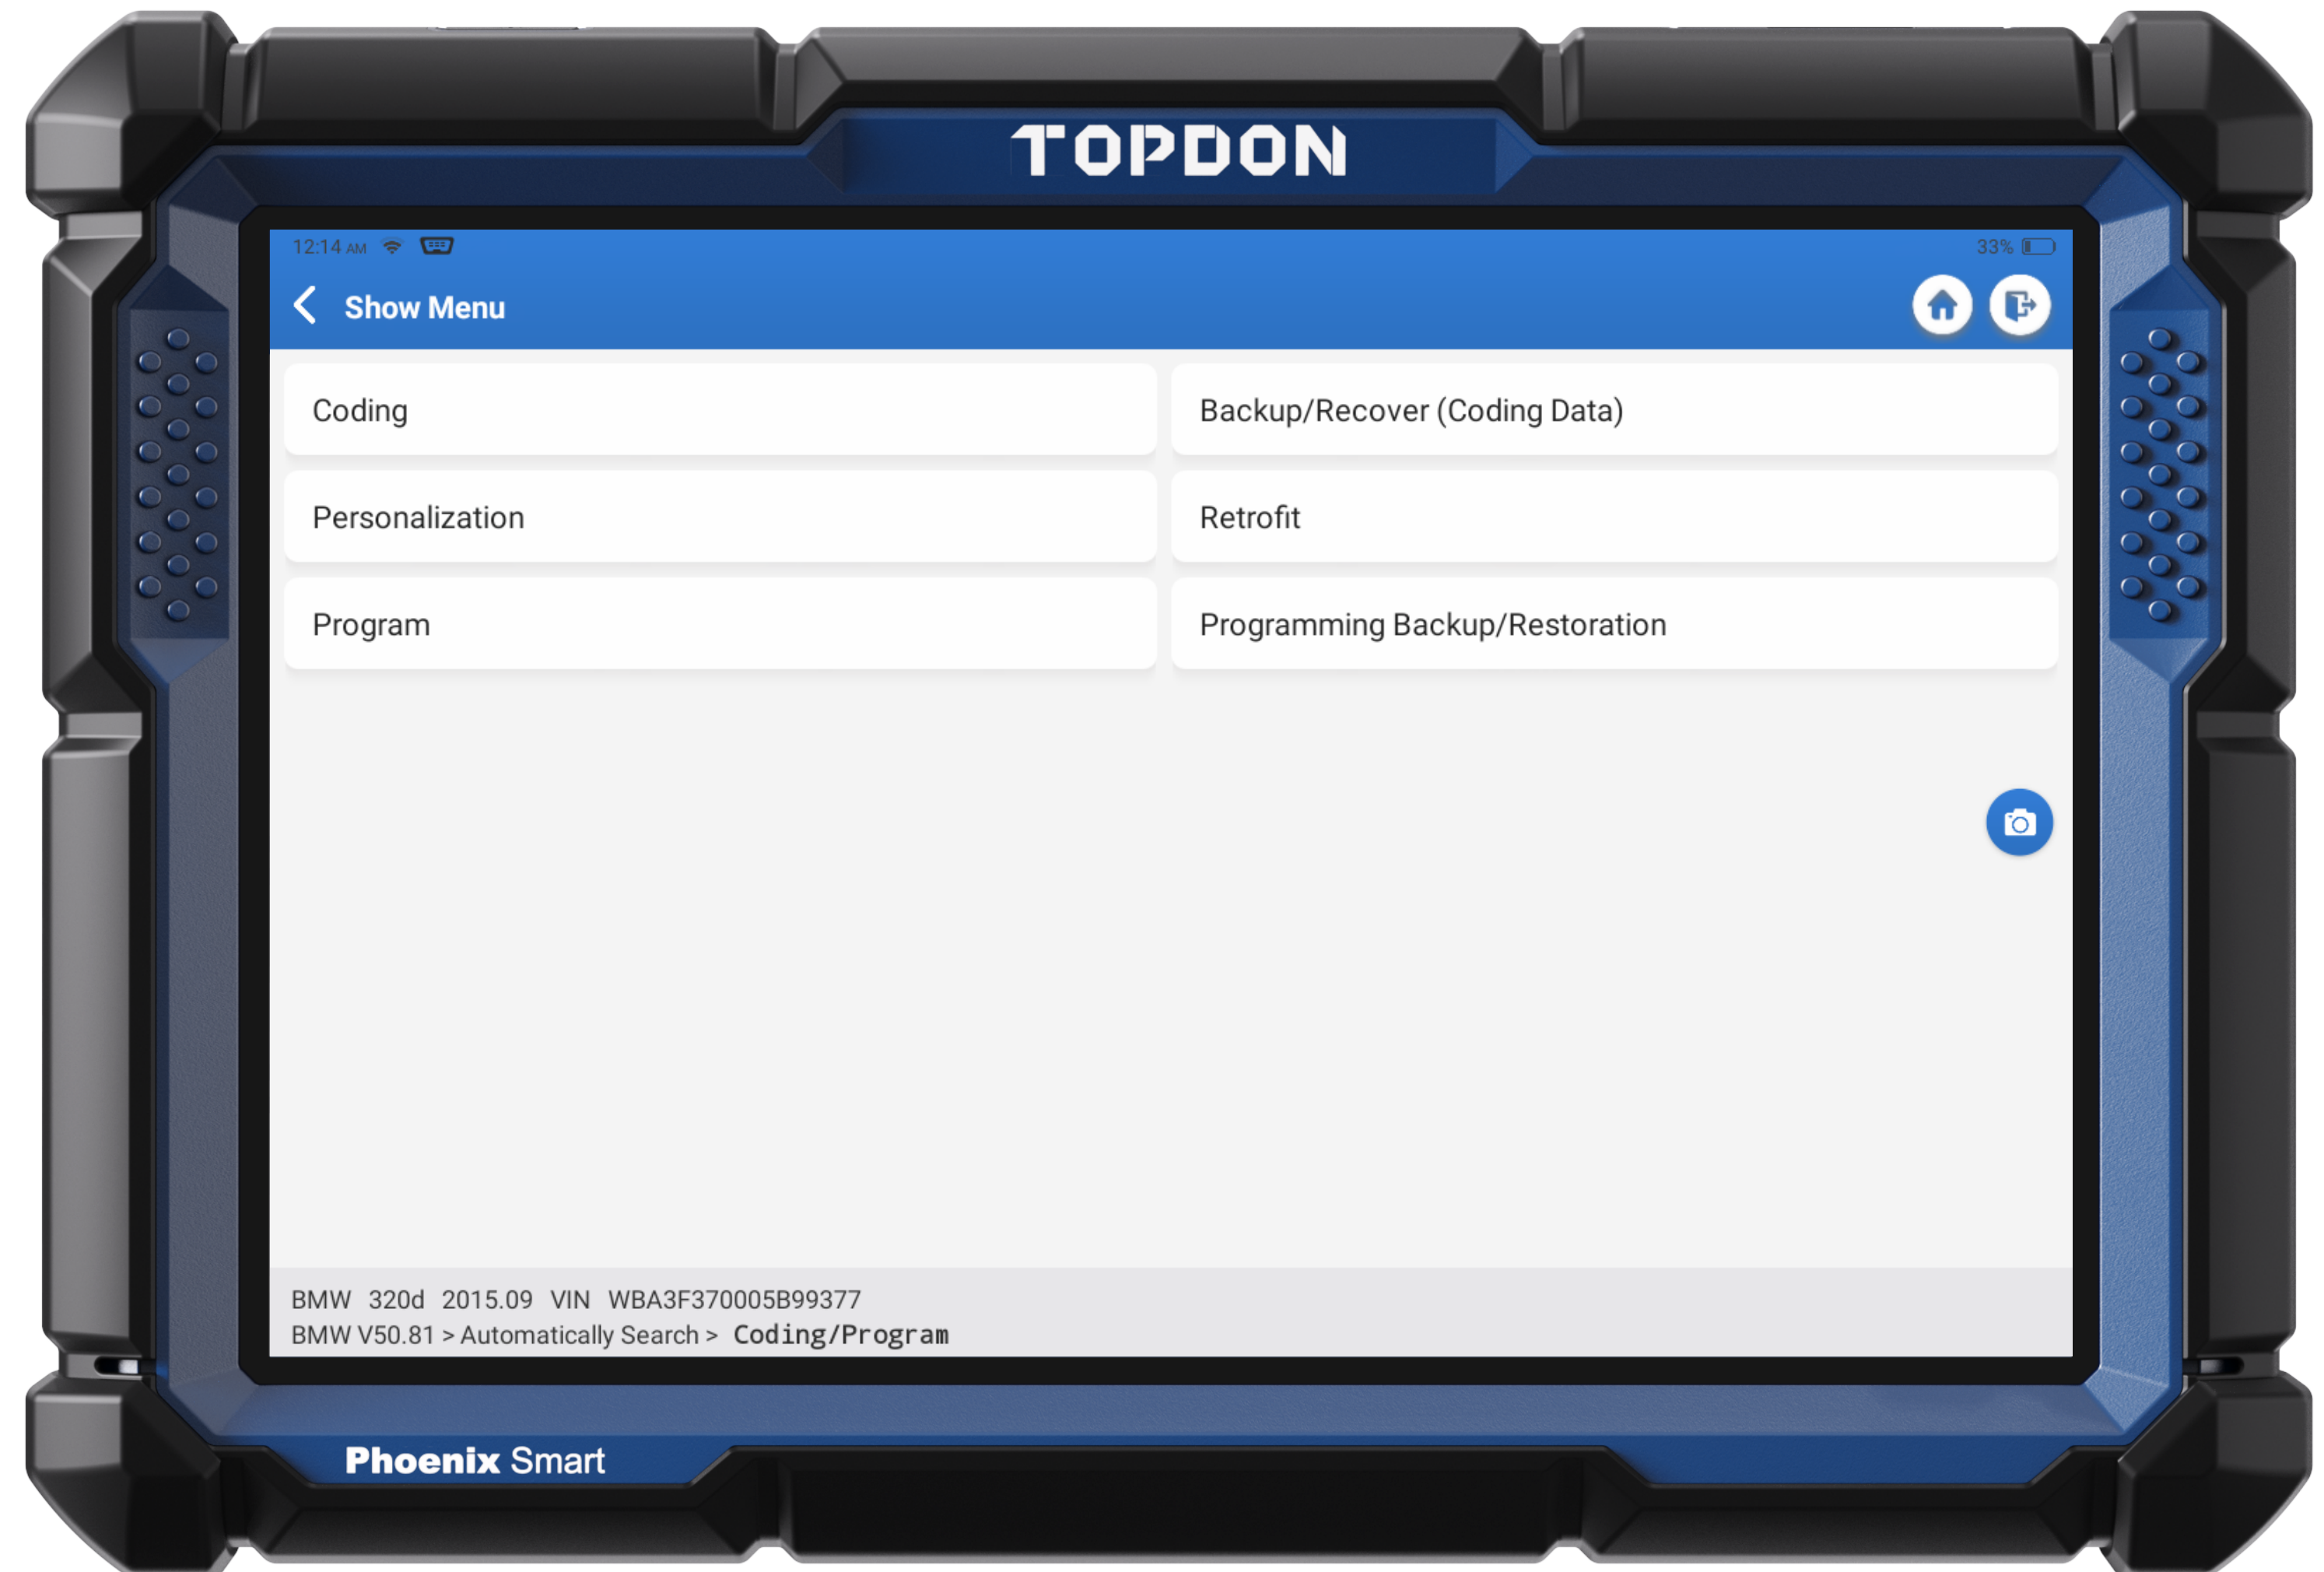 TOPDON
12:14 AM
33%
Show Menu
Coding
Backup/Recover (Coding Data)
Personalization
Retrofit
Program
Programming Backup/Restoration
BMW 320d 2015.09 VIN WBA3F370005B99377
BMW V50.81 > Automatically Search > Coding/Program
Phoenix Smart